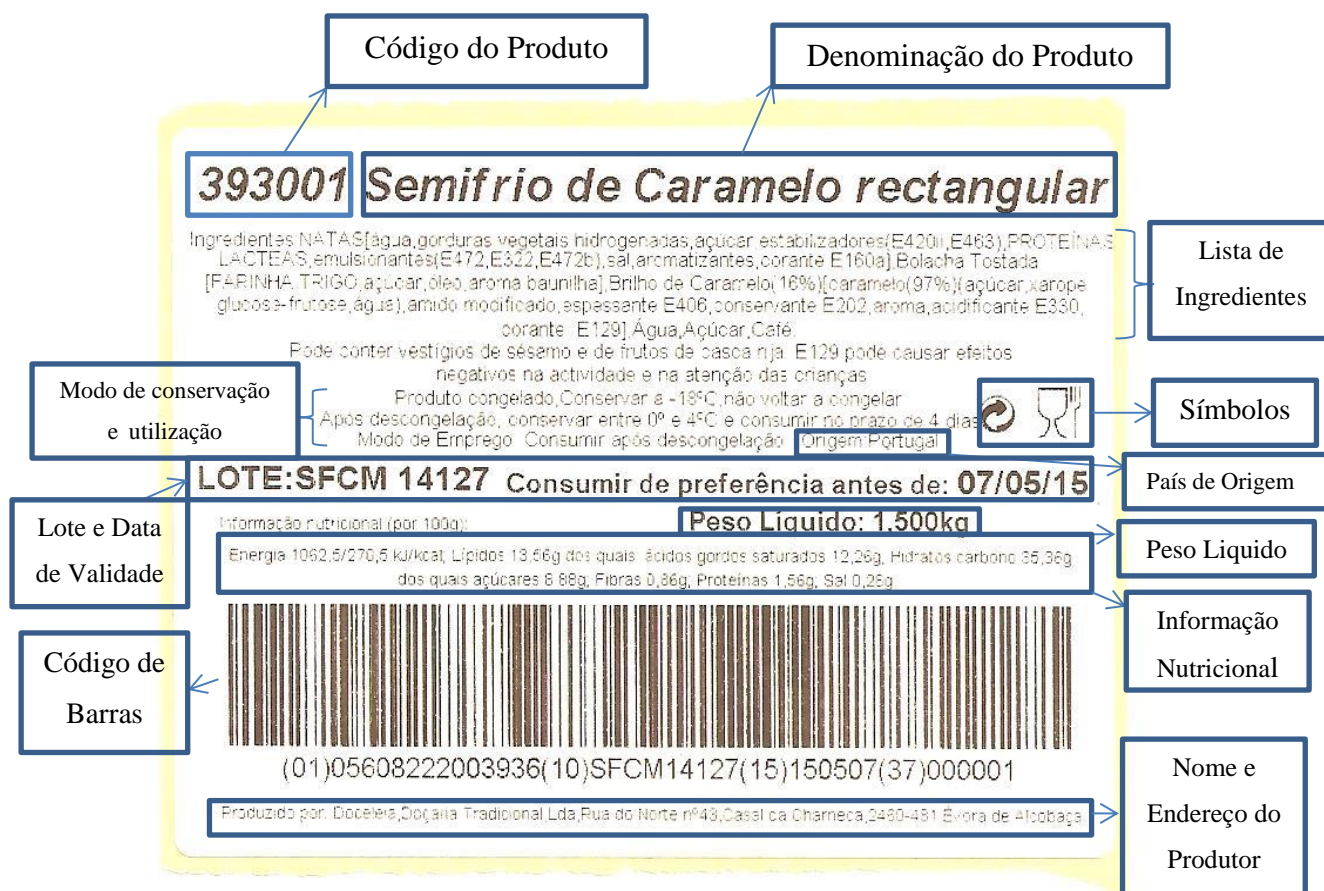 Código do Produto
Denominação do Produto
393001 Semifrio de Caramelo rectangular
Ingredientes NATAS[água,gorduras vegetais hidrogenadas,açúcar estabilizadores(E420ii,E463),PROTEÍNAS
LACTEAS,emulsionantes(E472,E322,E472b),sal,aromatizantes,corante E160a],Bolacha Tostada
[FARINHA,TRIGO,açúcar,óleo,aroma baunilha],Brilho de Caramelo(16%)[caramelo(97%)(açúcar,xarope
glucose-frutose,água),amido modificado,espessante E406,conservante E202,aroma,acidificante E330,
corante E129],Água,Açúcar,Café.
Pode conter vestígios de sésamo e de frutos de casca rija. E129 pode causar efeitos
negativos na actividade e na atenção das crianças
Produto congelado,Conservar a -18ºC,não voltar a congelar
Após descongelação, conservar entre 0º e 4ºC e consumir no prazo de 4 dias
Modo de Emprego Consumir após descongelação Origem:Portugal
Lista de
Ingredientes
Modo de conservação
e utilização
Símbolos
País de Origem
LOTE:SFCM 14127 Consumir de preferência antes de: 07/05/15
Lote e Data
de Validade
Informação nutricional (por 100g):
Peso Líquido: 1,500kg
Peso Liquido
Energia 1062,5/270,5 kJ/kcal; Lípidos 13,56g dos quais ácidos gordos saturados 12,26g, Hidratos carbono 35,36g
dos quais açúcares 8,88g; Fibras 0,86g; Proteínas 1,56g; Sal 0,28g
Informação
Nutricional
Código de
Barras
(01)05608222003936(10)SFCM14127(15)150507(37)000001
Produzido por: Doceleia,Doçaria Tradicional,Lda,Rua do Norte nº43,Casal da Charneca,2460-481 Évora de Alcobaça
Nome e
Endereço do
Produtor